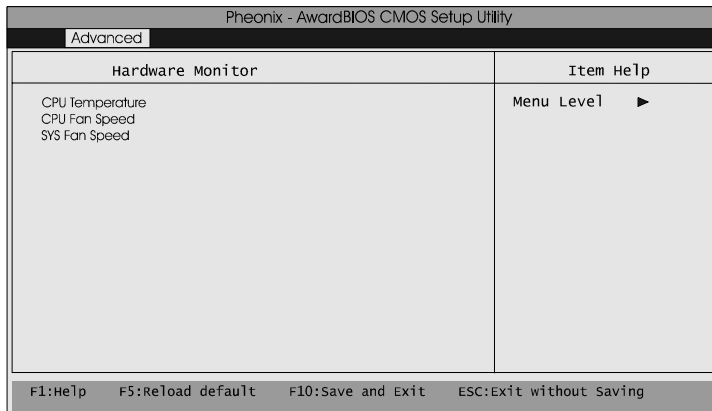 Pheonix - AwardBIOS CMOS Setup Utility
Advanced
Hardware Monitor
Item Help
CPU Temperature
CPU Fan Speed
SYS Fan Speed
Menu Level ►
F1:Help F5:Reload default F10:Save and Exit ESC:Exit without Saving